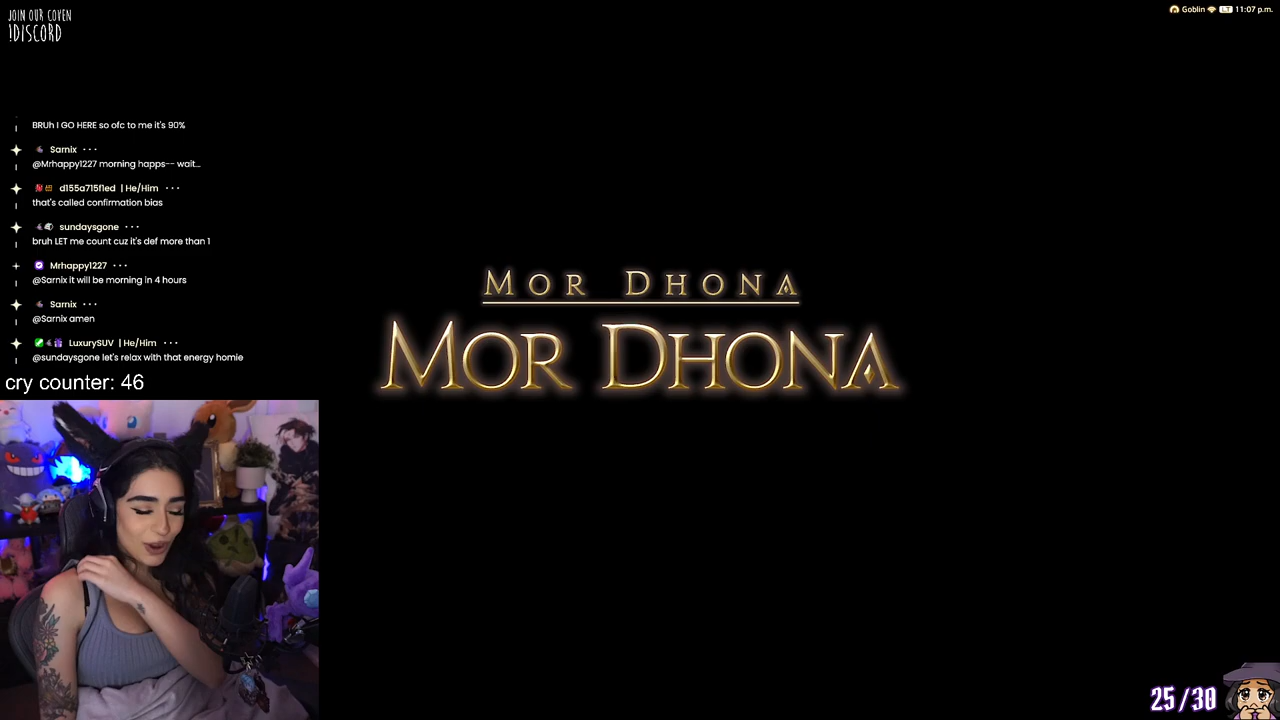 JOIN OUR COVEN
!DISCORD
Goblin LT 11:07 p.m.
BRUh I GO HERE so ofc to me it's 90%
Sarnix ···
@Mrhappy1227 morning happs-- wait...
d155a715f1ed | He/Him ···
that's called confirmation bias
sundaysgone ···
bruh LET me count cuz it's def more than 1
Mrhappy1227 ···
@Sarnix it will be morning in 4 hours
Sarnix ···
@Sarnix amen
LuxurySUV | He/Him ···
@sundaysgone let's relax with that energy homie
cry counter: 46
MOR DHONA
MOR DHONA
25/30